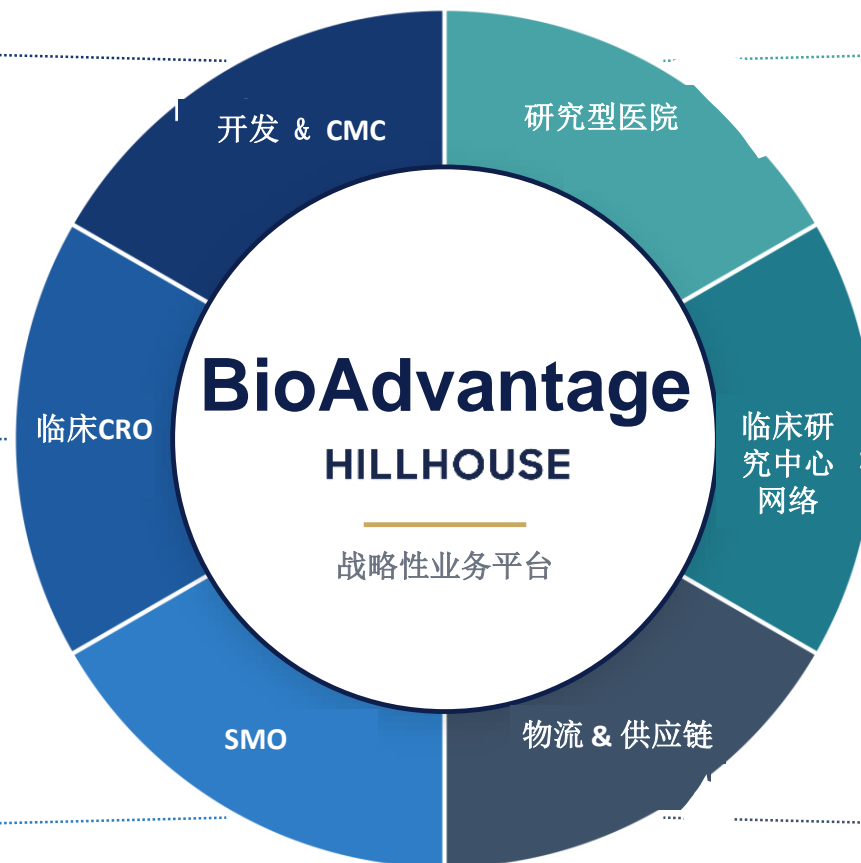 开发 & CMC
研究型医院
BioAdvantage
HILLHOUSE
战略性业务平台
临床CRO
临床研
究中心
网络
SMO
物流 & 供应链